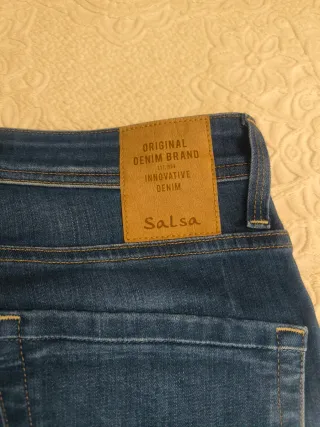 ORIGINAL
DENIM BRAND
INNOVATIVE
DENIM
Salsa